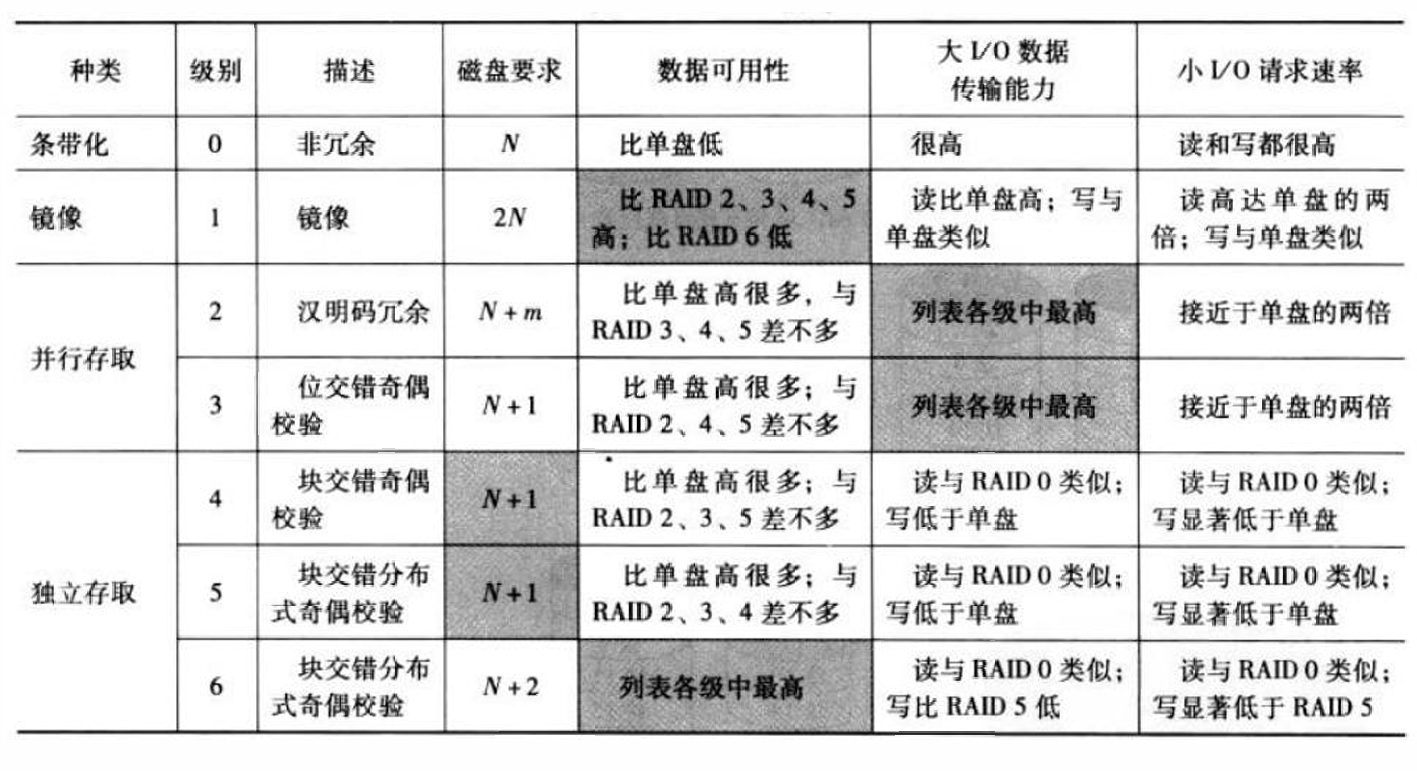 种类 级别 描述 磁盘要求 数据可用性 大 I/O 数据传输能力 小 I/O 请求速率
条带化 0 非冗余 N 比单盘低 很高 读和写都很高
镜像 1 镜像 2N 比 RAID 2、3、4、5 高；比 RAID 6 低 读比单盘高；写与单盘类似 读高达单盘的两倍；写与单盘类似
并行存取 2 汉明码冗余 N + m 比单盘高很多，与 RAID 3、4、5 差不多 列表各级中最高 接近于单盘的两倍
3 位交错奇偶校验 N + 1 比单盘高很多；与 RAID 2、4、5 差不多 列表各级中最高 接近于单盘的两倍
独立存取 4 块交错奇偶校验 N + 1 比单盘高很多；与 RAID 2、3、5 差不多 读与 RAID 0 类似；写低于单盘 读与 RAID 0 类似；写显著低于单盘
5 块交错分布式奇偶校验 N + 1 比单盘高很多；与 RAID 2、3、4 差不多 读与 RAID 0 类似；写低于单盘 读与 RAID 0 类似；写显著低于单盘
6 块交错分布式奇偶校验 N + 2 列表各级中最高 读与 RAID 0 类似；写比 RAID 5 低 读与 RAID 0 类似；写显著低于 RAID 5